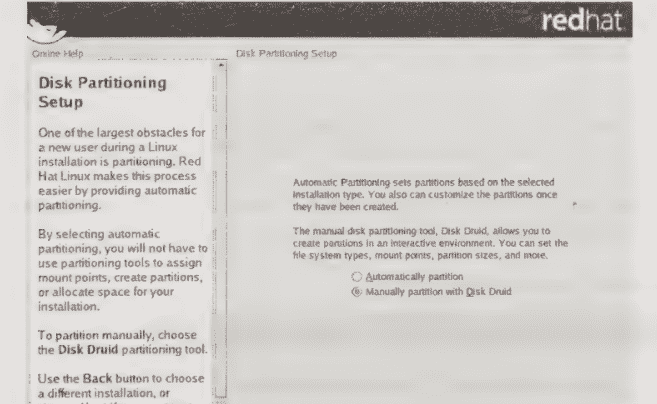 redhat.
Online Help
Disk Partitioning Setup
Disk Partitioning
Setup
One of the largest obstacles for
a new user during a Linux
installation is partitioning. Red
Hat Linux makes this process
easier by providing automatic
partitioning.
By selecting automatic
partitioning, you will not have to
use partitioning tools to assign
mount points, create partitions,
or allocate space for your
installation.
To partition manually, choose
the Disk Druid partitioning tool.
Use the Back button to choose
a different installation, or
Automatic Partitioning sets partitions based on the selected
installation type. You also can customize the partitions once
they have been created.
The manual disk partitioning tool, Disk Druid, allows you to
create partitions in an interactive environment. You can set the
file system types, mount points, partition sizes, and more.
Automatically partition
Manually partition with Disk Druid